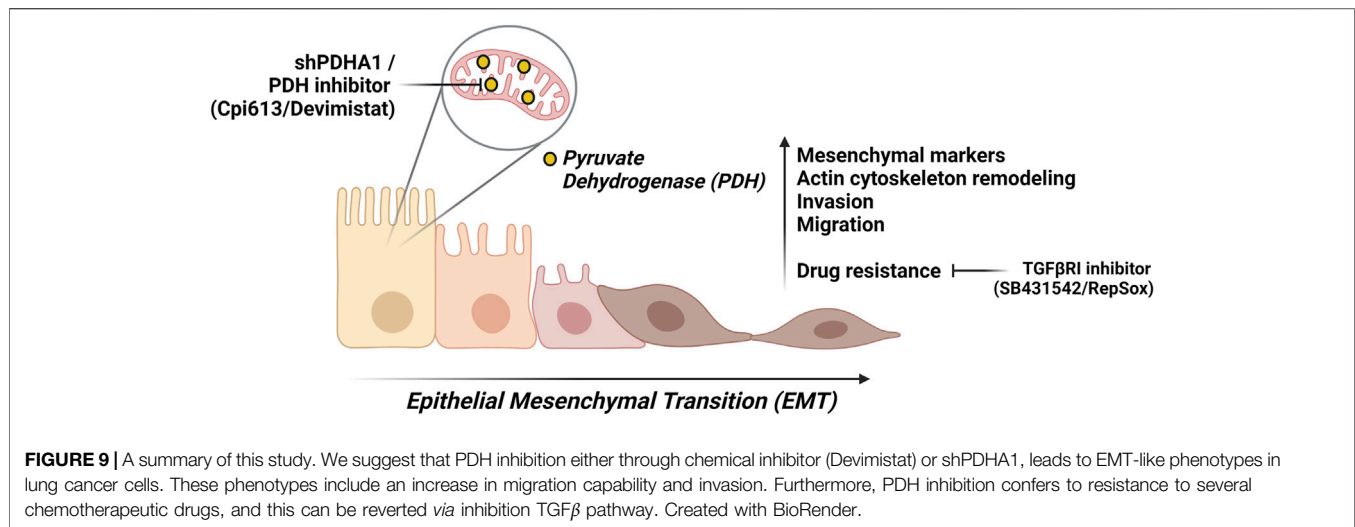 shPDHA1 /
PDH inhibitor
(Cpi613/Devimistat)
Pyruvate
Dehydrogenase (PDH)
Mesenchymal markers
Actin cytoskeleton remodeling
Invasion
Migration
Drug resistance
TGFβRI inhibitor
(SB431542/RepSox)
Epithelial Mesenchymal Transition (EMT)
FIGURE 9 | A summary of this study. We suggest that PDH inhibition either through chemical inhibitor (Devimistat) or shPDHA1, leads to EMT-like phenotypes in
lung cancer cells. These phenotypes include an increase in migration capability and invasion. Furthermore, PDH inhibition confers to resistance to several
chemotherapeutic drugs, and this can be reverted via inhibition TGFβ pathway. Created with BioRender.